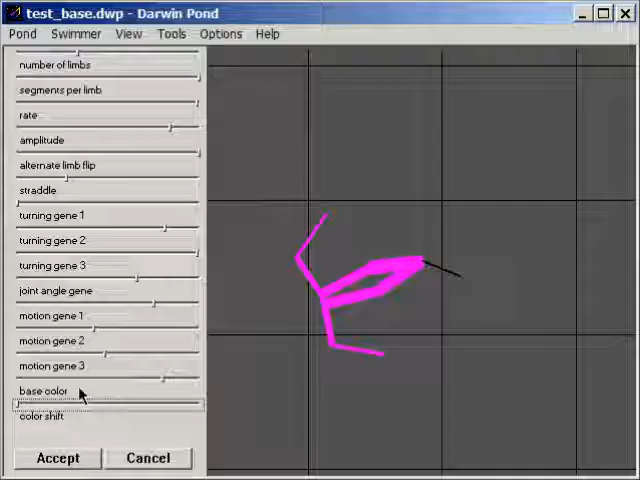 test_base.dwp - Darwin Pond
Pond Swimmer View Tools Options Help
number of limbs
segments per limb
rate
amplitude
alternate limb flip
straddle
turning gene 1
turning gene 2
turning gene 3
joint angle gene
motion gene 1
motion gene 2
motion gene 3
base color
color shift
Accept Cancel